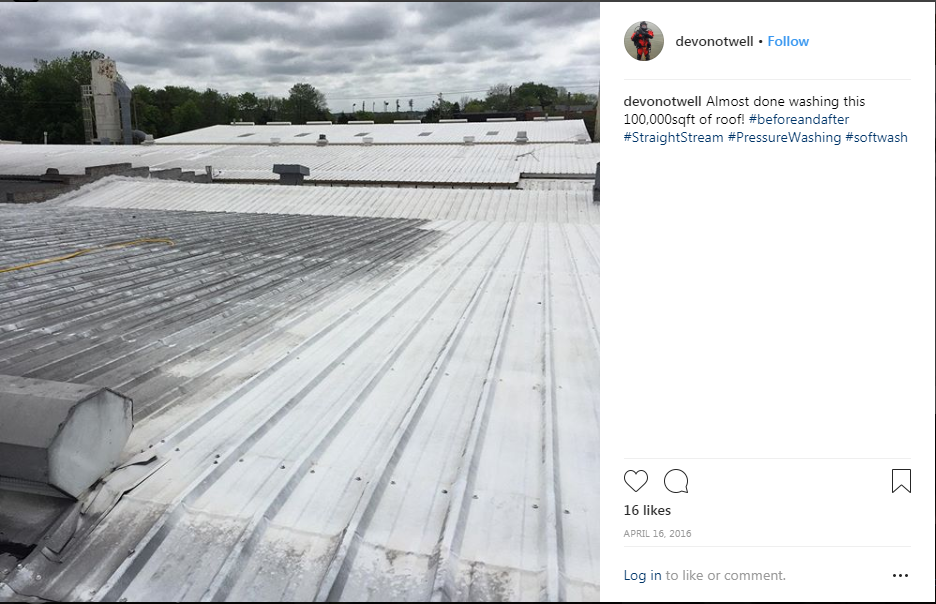 devonotwell • Follow
devonotwell Almost done washing this
100,000sqft of roof! #beforeandafter
#StraightStream #PressureWashing #softwash
16 likes
APRIL 16, 2016
Log in to like or comment.